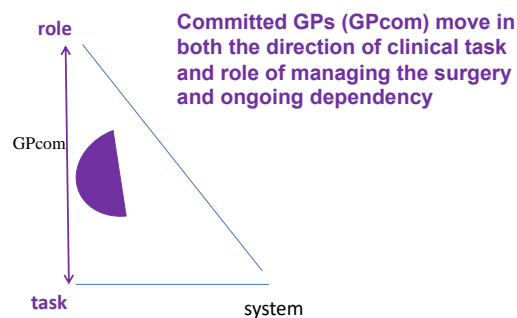 role
Committed GPs (GPcom) move in
both the direction of clinical task
and role of managing the surgery
and ongoing dependency
GPcom
task
system